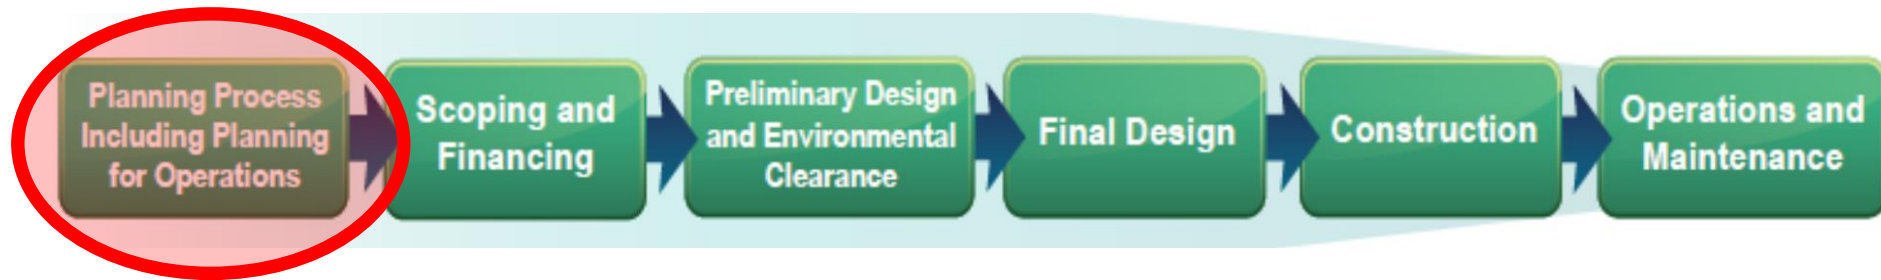 Planning Process
Including Planning
for Operations
Scoping and
Financing
Preliminary Design
and Environmental
Clearance
Final Design
Construction
Operations and
Maintenance